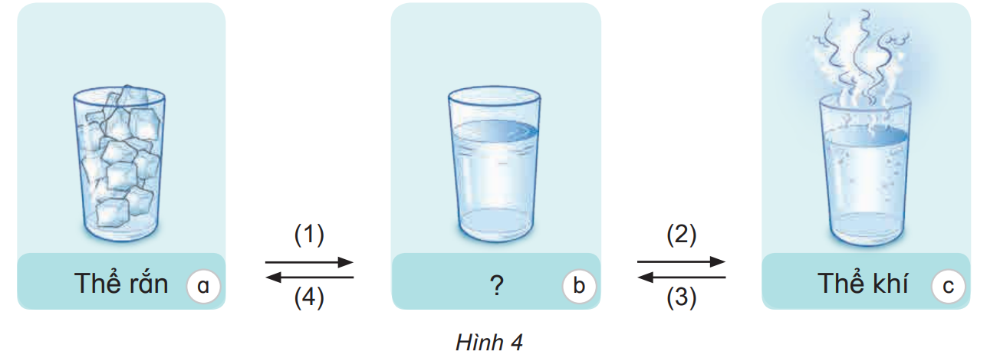 (1)
(4)
(2)
(3)
Thể rắn a
? b
Thể khí c
Hình 4